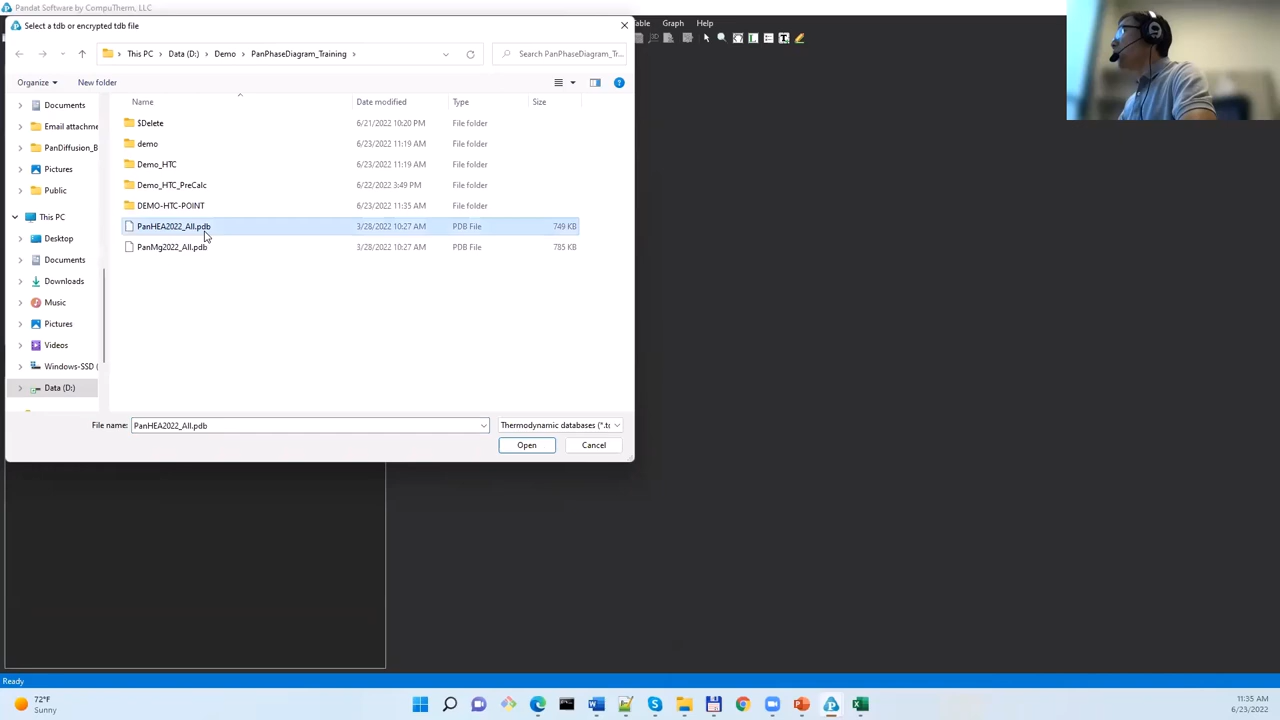 Pandat Software by CompuTherm, LLC
Select a tdb or encrypted tdb file
Table Graph Help
This PC Data (D:) Demo PanPhaseDiagram_Training
Search PanPhaseDiagram_Tr...
Organize New folder
Name Date modified Type Size
Documents
Email attachme
PanDiffusion_B
Pictures
Public
This PC
Desktop
Documents
Downloads
Music
Pictures
Videos
Windows-SSD (
Data (D:)
$Delete 6/21/2022 10:20 PM File folder
demo 6/23/2022 11:19 AM File folder
Demo_HTC 6/23/2022 11:19 AM File folder
Demo_HTC_PreCalc 6/22/2022 3:49 PM File folder
DEMO-HTC-POINT 6/23/2022 11:35 AM File folder
PanHEA2022_All.pdb 3/28/2022 10:27 AM PDB File 749 KB
PanMg2022_All.pdb 3/28/2022 10:27 AM PDB File 785 KB
File name: PanHEA2022_All.pdb Thermodynamic databases (*.tc
Open Cancel
Ready
72°F
Sunny
11:35 AM
6/23/2022